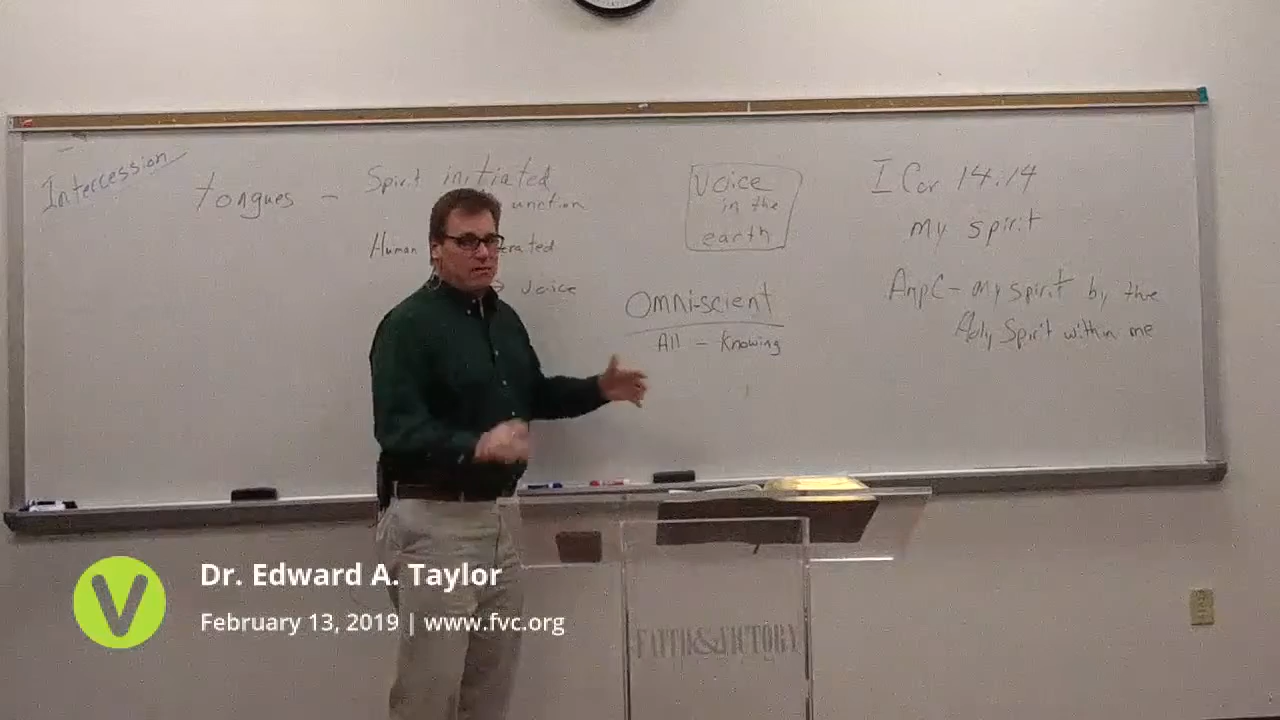 Intercession
tongues – Spirit initiated
unction
Human erated
voice
Voice
in the
earth
Omni-scient
All – Knowing
I Cor 14:14
my spirit
AmpC – my spirit by the
Holy Spirit within me
FAITH&VICTORY
V
Dr. Edward A. Taylor
February 13, 2019 | www.fvc.org